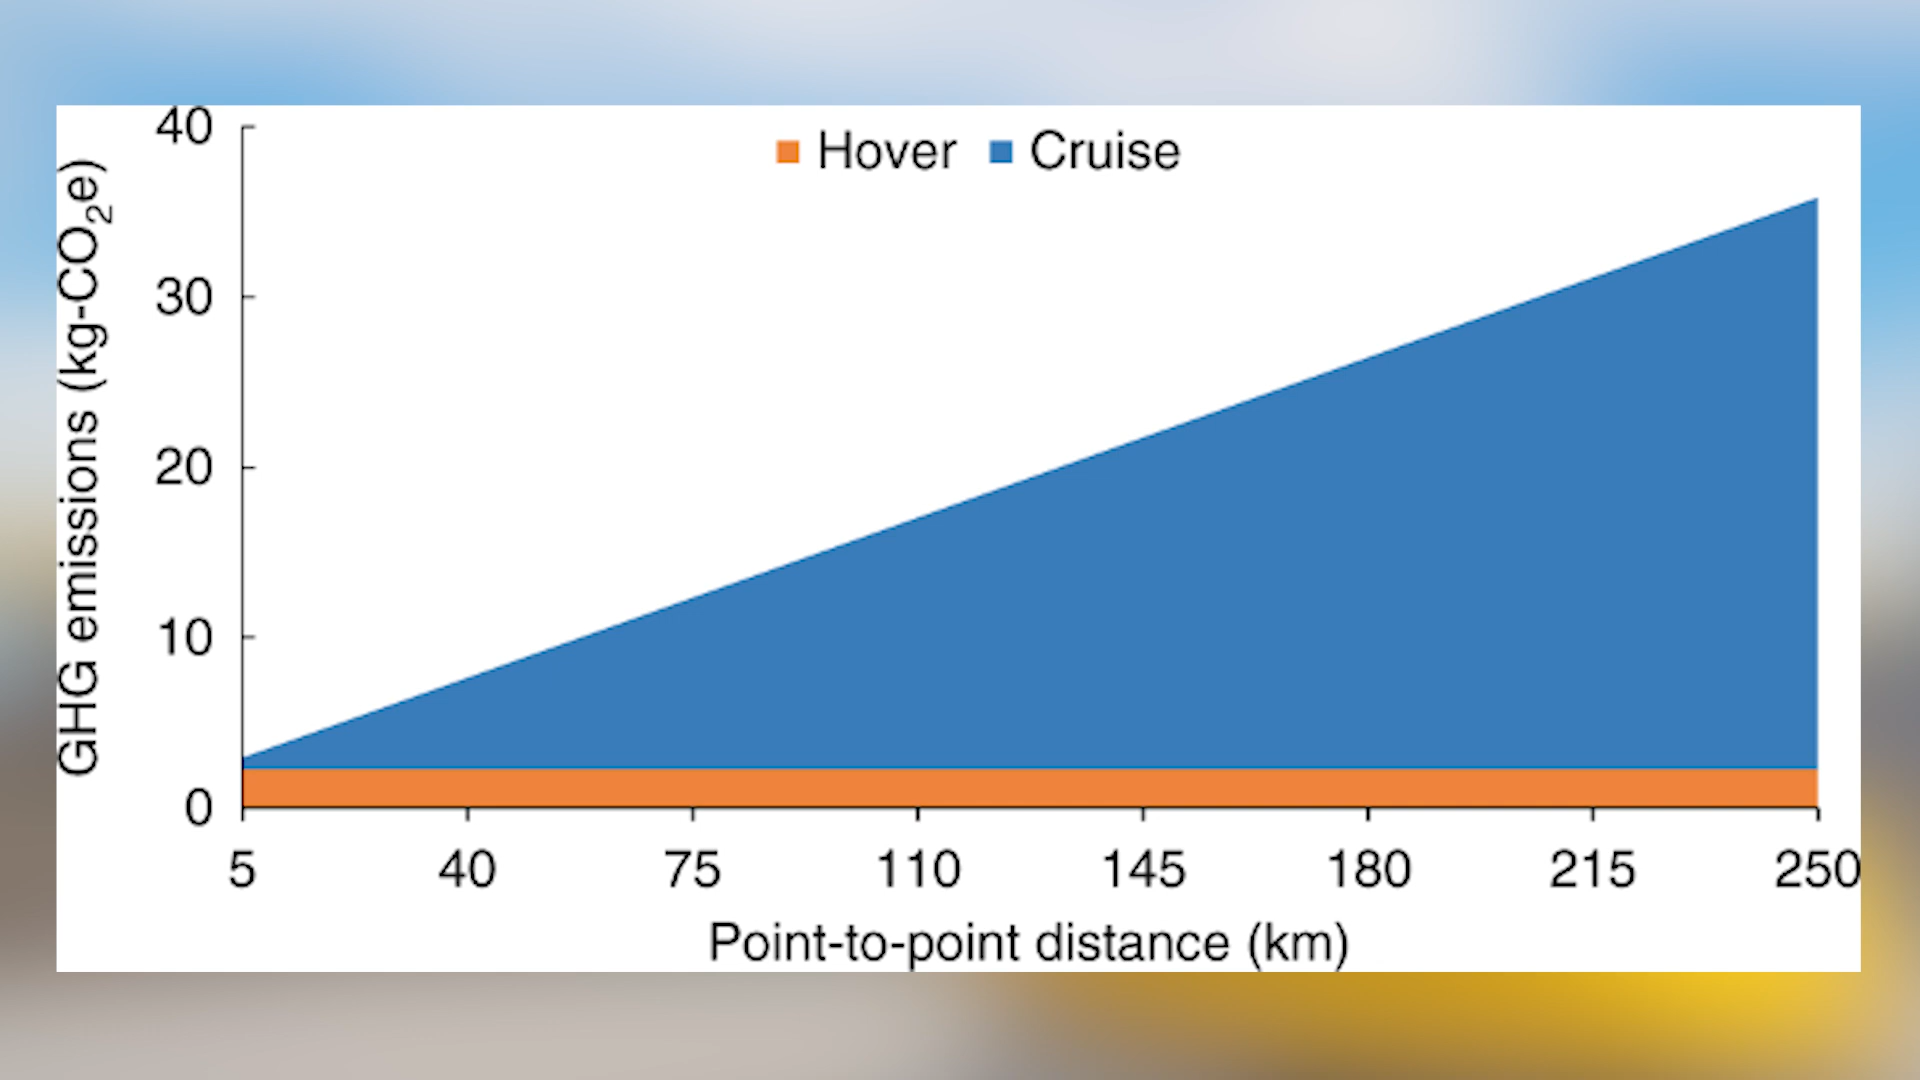 GHG emissions (kg-CO₂e)
40
30
20
10
0
Hover Cruise
5 40 75 110 145 180 215 250
Point-to-point distance (km)